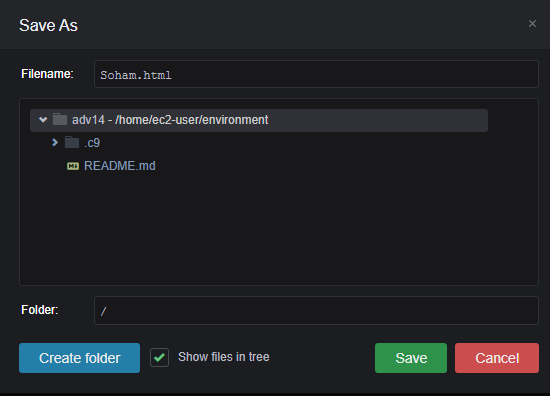 Save As
×
Filename: Soham.html
adv14 - /home/ec2-user/environment
.c9
README.md
Folder: /
Create folder Show files in tree Save Cancel